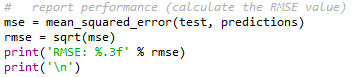 #   report performance (calculate the RMSE value)
mse = mean_squared_error(test, predictions)
rmse = sqrt(mse)
print('RMSE: %.3f' % rmse)
print('\n')